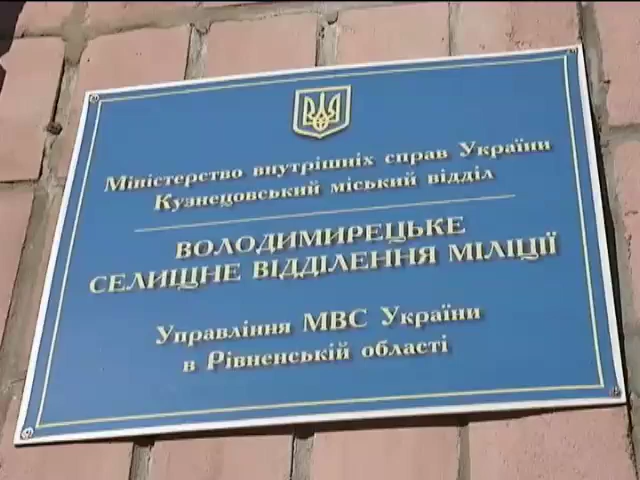 Міністерство внутрішніх справ України
Кузнецовський міський відділ
ВОЛОДИМИРЕЦЬКЕ
СЕЛИЩНЕ ВІДДІЛЕННЯ МІЛІЦІЇ
Управління МВС України
в Рівненській області